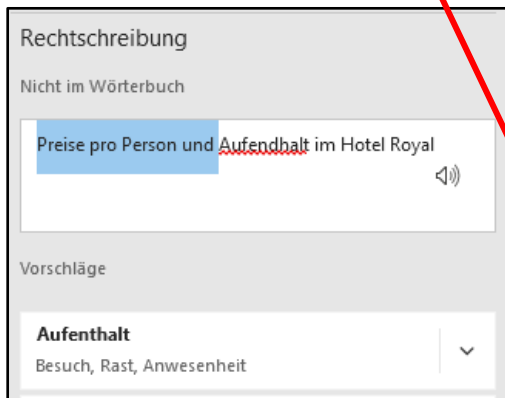 Rechtschreibung
Nicht im Wörterbuch
Preise pro Person und Aufendhalt im Hotel Royal
Vorschläge
Aufenthalt
Besuch, Rast, Anwesenheit